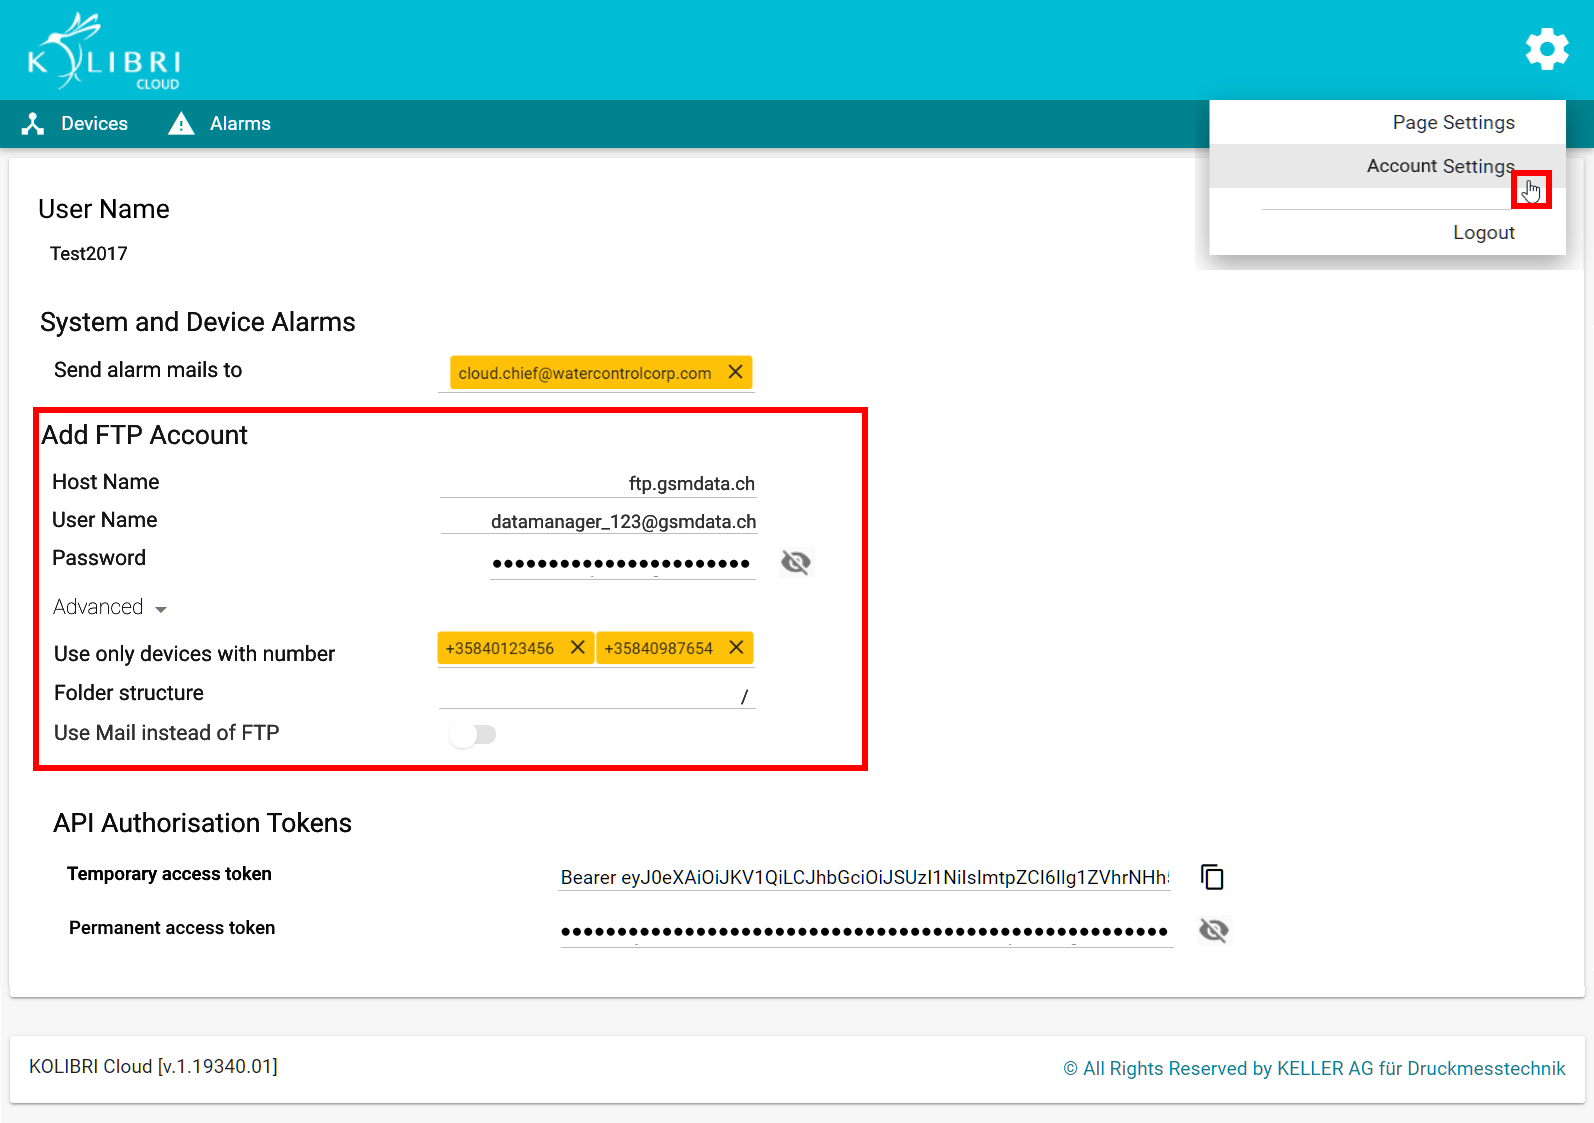 KOLIBRI
CLOUD
Devices
Alarms
Page Settings
Account Settings
Logout
User Name
Test2017
System and Device Alarms
Send alarm mails to
cloud.chief@watercontrolcorp.com
Add FTP Account
Host Name
ftp.gsmdata.ch
User Name
datamanager_123@gsmdata.ch
Password
Advanced
Use only devices with number
+35840123456
+35840987654
Folder structure
/
Use Mail instead of FTP
API Authorisation Tokens
Temporary access token
Bearer eyJ0eXAiOiJKV1QiLCJhbGciOiJSUzI1NiIsImtpZCI6Ilg1ZVhrNHh
Permanent access token
KOLIBRI Cloud [v.1.19340.01]
© All Rights Reserved by KELLER AG für Druckmesstechnik